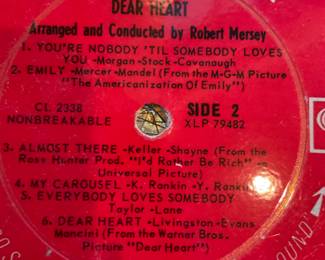 DEAR HEART
Arranged and Conducted by Robert Mersey
1. YOU'RE NOBODY 'TIL SOMEBODY LOVES
YOU -Morgan-Stock-Cavanaugh
2. EMILY -Mercer-Mandel (From the M-G-M Picture
"The Americanization Of Emily")
CL 2338 SIDE 2
NONBREAKABLE XLP 79482
3. ALMOST THERE -Keller -Shayne (From the
Ross Hunter Prod. "I'd Rather Be Rich"
Universal Picture)
4. MY CAROUSEL -K. Rankin -Y. Rankin
5. EVERYBODY LOVES SOMEBODY
Taylor -Lane
6. DEAR HEART -Livingston-Evans
Mancini (From the Warner Bros.
Picture "Dear Heart")